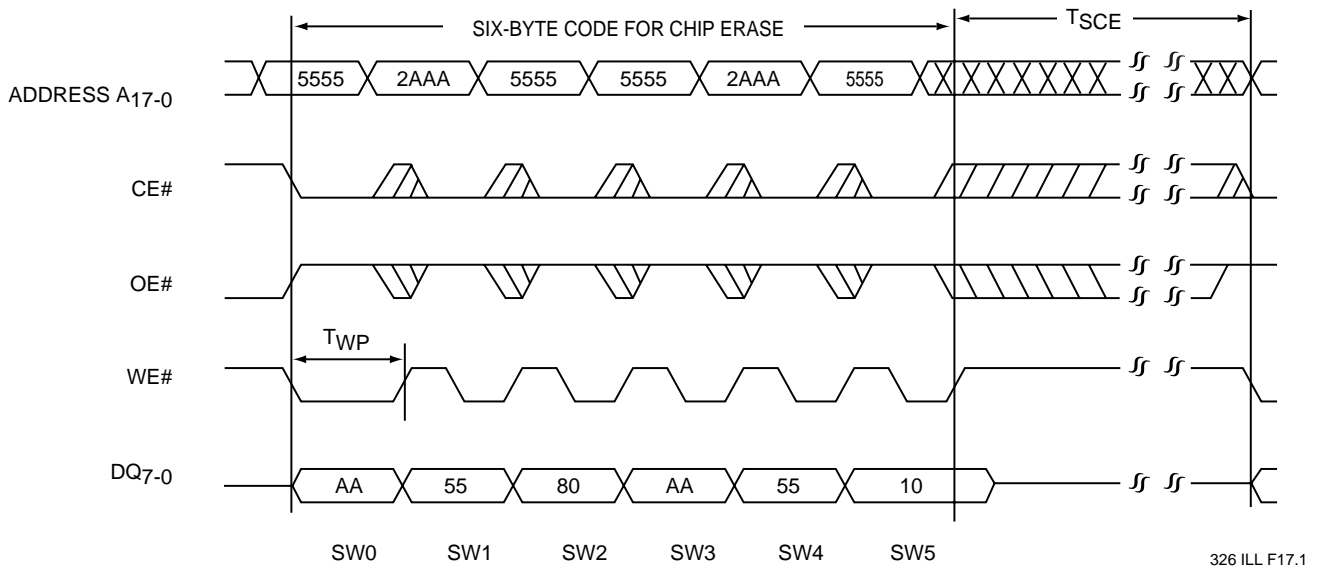 SIX-BYTE CODE FOR CHIP ERASE
TSCE
ADDRESS A17-0
5555 2AAA 5555 5555 2AAA 5555
CE#
OE#
TWP
WE#
DQ7-0
AA 55 80 AA 55 10
SW0 SW1 SW2 SW3 SW4 SW5
326 ILL F17.1